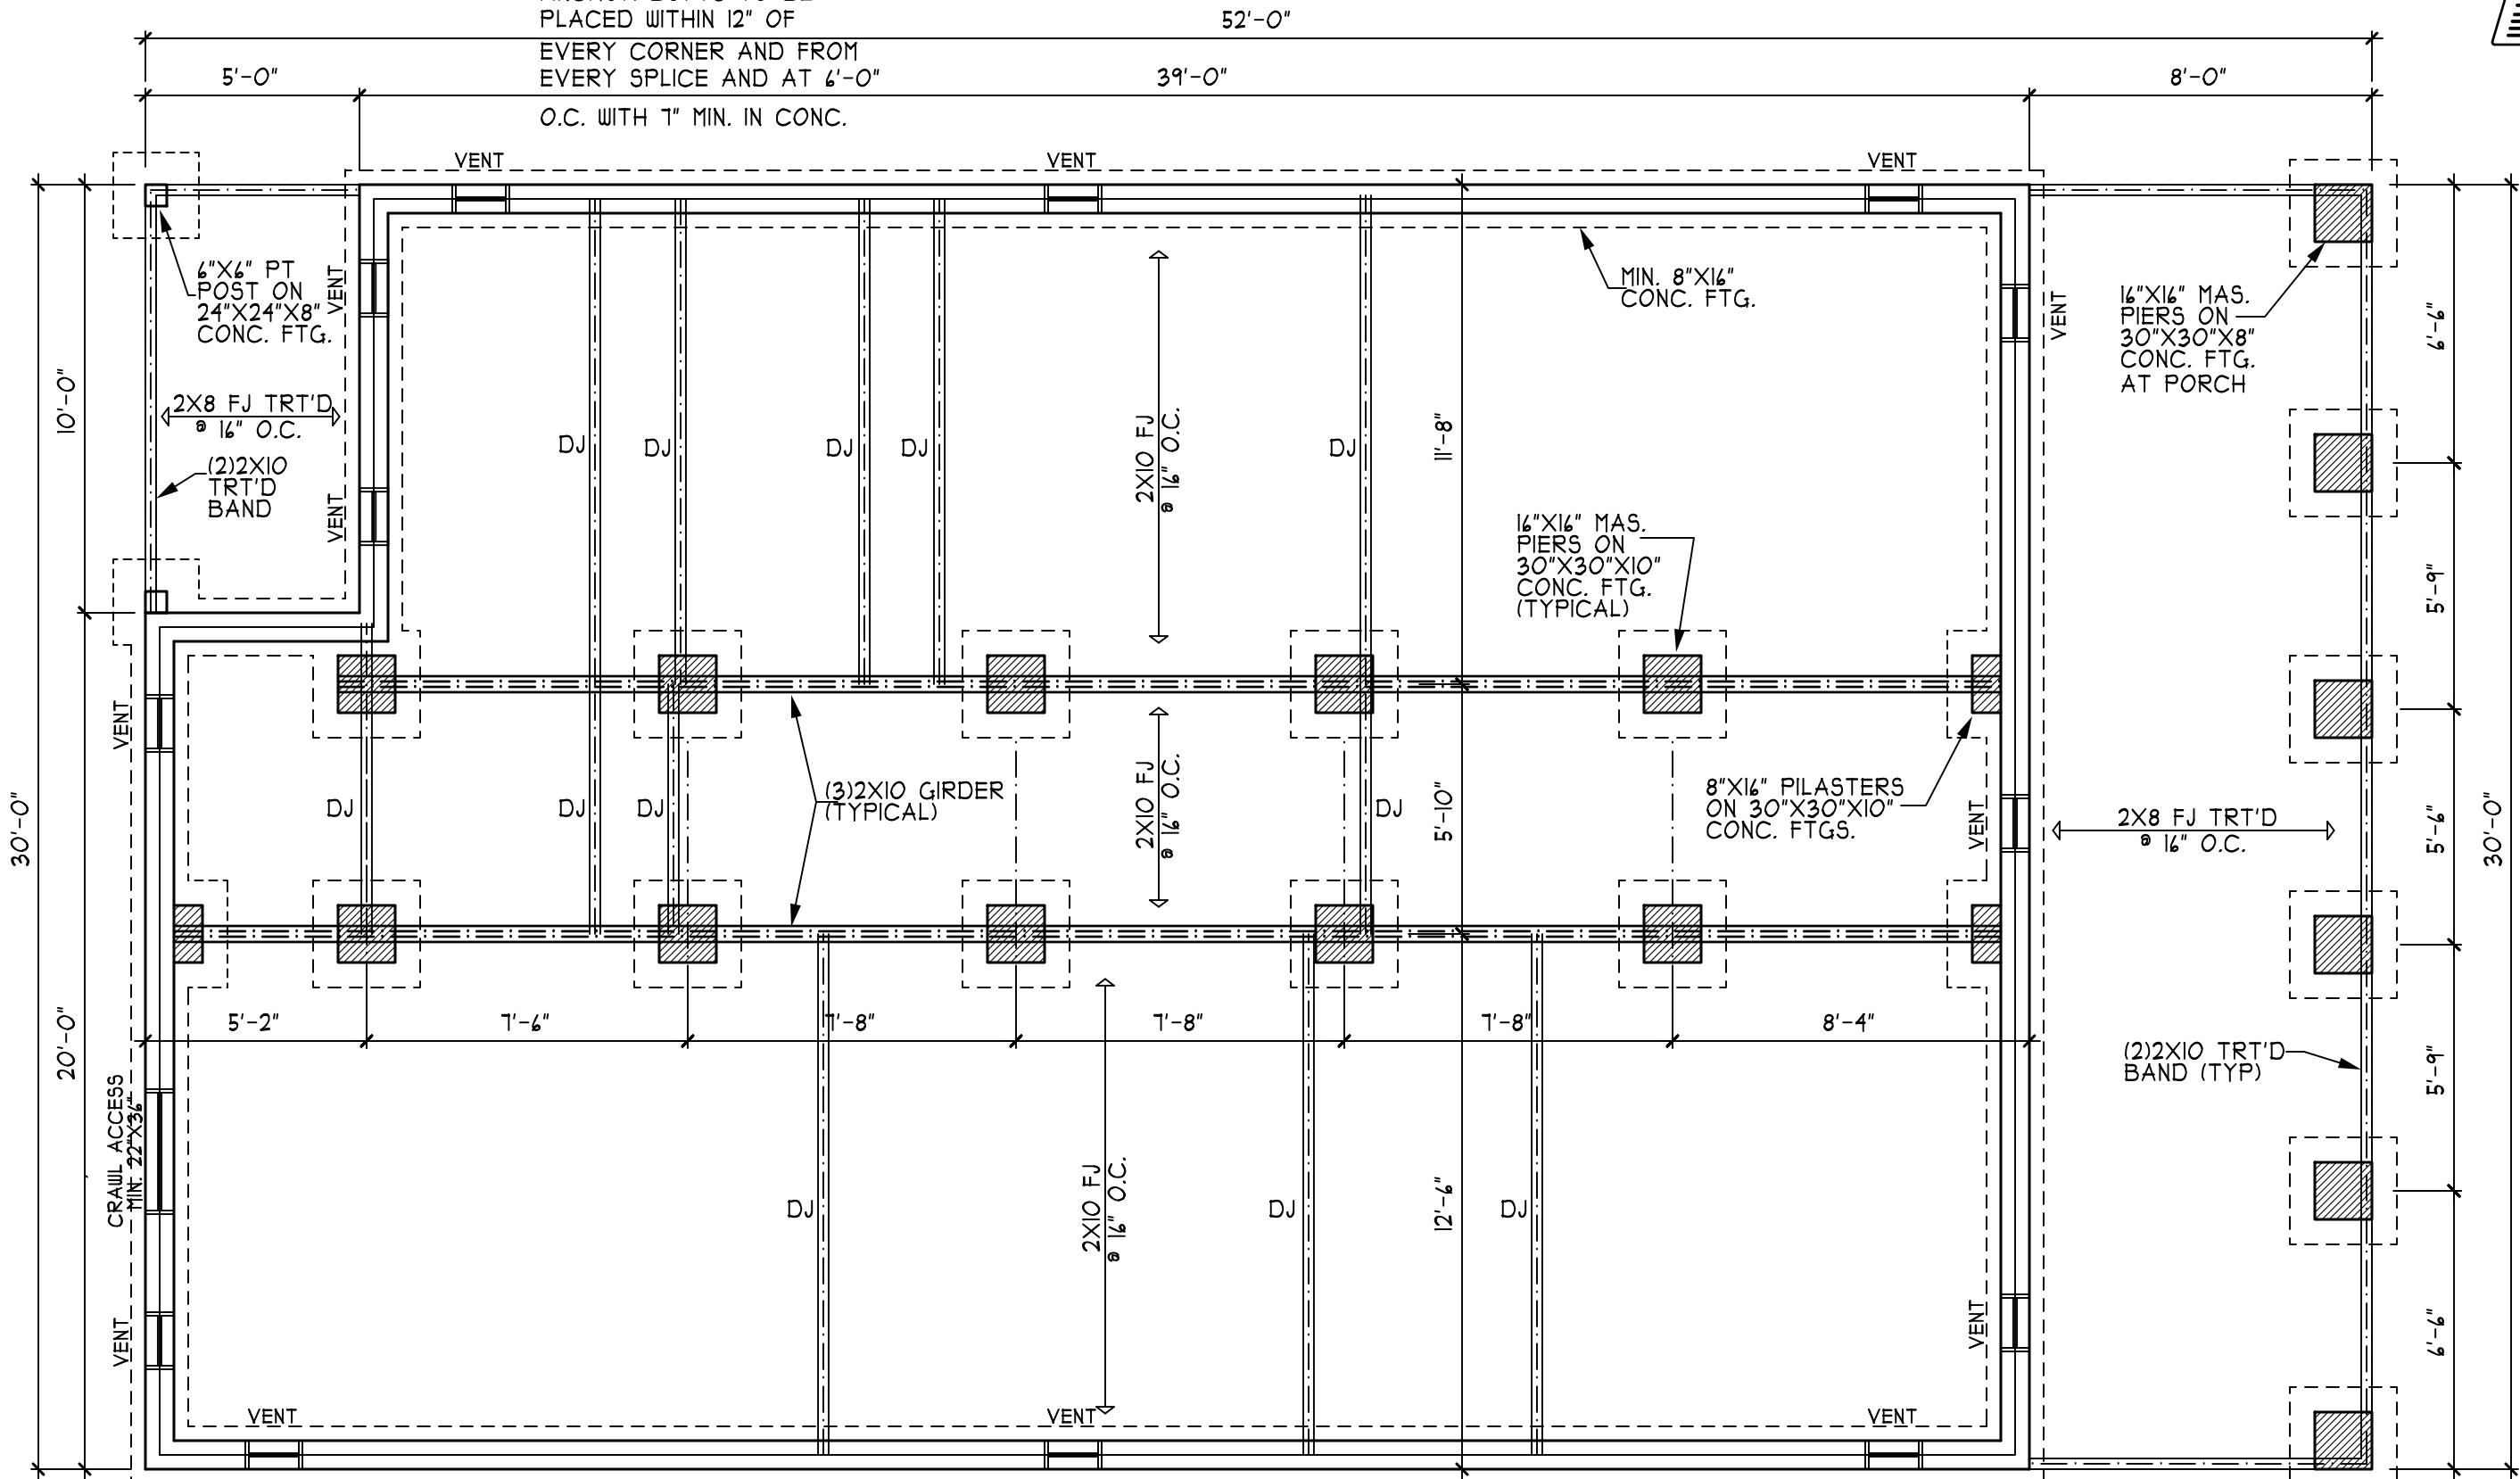 PLACED WITHIN 12" OF
EVERY CORNER AND FROM
EVERY SPLICE AND AT 6'-0"
O.C. WITH 7" MIN. IN CONC.
52'-0"
5'-0"
39'-0"
8'-0"
VENT
VENT
VENT
6"X6" PT
POST ON
24"X24"X8"
CONC. FTG.
VENT
MIN. 8"X16"
CONC. FTG.
VENT
16"X16" MAS.
PIERS ON
30"X30"X8"
CONC. FTG.
AT PORCH
6'-6"
10'-0"
2X8 FJ TRT'D
@ 16" O.C.
(2)2X10
TRT'D
BAND
VENT
DJ
DJ
DJ
DJ
2X10 FJ
@ 16" O.C.
DJ
11'-8"
16"X16" MAS.
PIERS ON
30"X30"X10"
CONC. FTG.
(TYPICAL)
5'-9"
VENT
30'-0"
DJ
DJ
DJ
(3)2X10 GIRDER
(TYPICAL)
2X10 FJ
@ 16" O.C.
DJ
5'-10"
8"X16" PILASTERS
ON 30"X30"X10"
CONC. FTGS.
VENT
2X8 FJ TRT'D
@ 16" O.C.
5'-6"
30'-0"
20'-0"
5'-2"
7'-6"
7'-8"
7'-8"
7'-8"
8'-4"
(2)2X10 TRT'D
BAND (TYP)
5'-9"
CRAWL ACCESS
MIN. 22"X36"
DJ
2X10 FJ
@ 16" O.C.
DJ
12'-6"
DJ
VENT
VENT
6'-6"
VENT
VENT
VENT